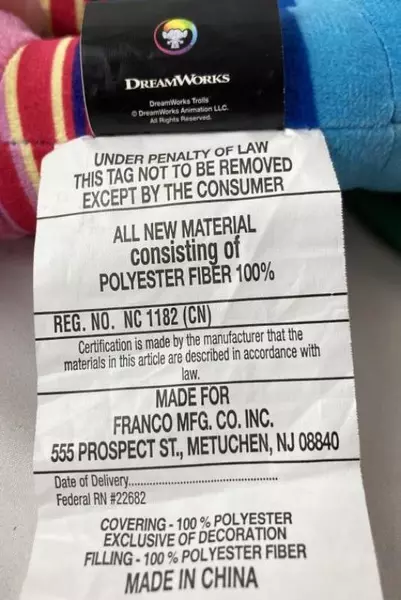 DREAMWORKS
DreamWorks Trolls
© DreamWorks Animation LLC.
All Rights Reserved.
UNDER PENALTY OF LAW
THIS TAG NOT TO BE REMOVED
EXCEPT BY THE CONSUMER
ALL NEW MATERIAL
consisting of
POLYESTER FIBER 100%
REG. NO. NC 1182 (CN)
Certification is made by the manufacturer that the
materials in this article are described in accordance with
law.
MADE FOR
FRANCO MFG. CO. INC.
555 PROSPECT ST., METUCHEN, NJ 08840
Date of Delivery............................................
Federal RN #22682
COVERING - 100 % POLYESTER
EXCLUSIVE OF DECORATION
FILLING - 100 % POLYESTER FIBER
MADE IN CHINA